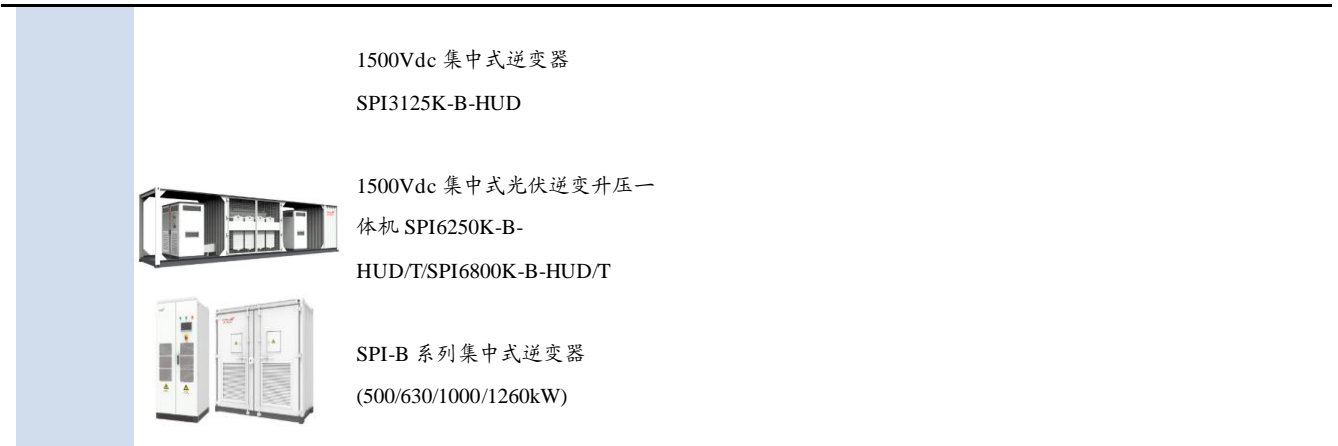 1500Vdc 集中式逆变器
SPI3125K-B-HUD
1500Vdc 集中式光伏逆变升压一
体机 SPI6250K-B-
HUD/T/SPI6800K-B-HUD/T
SPI-B 系列集中式逆变器
(500/630/1000/1260kW)